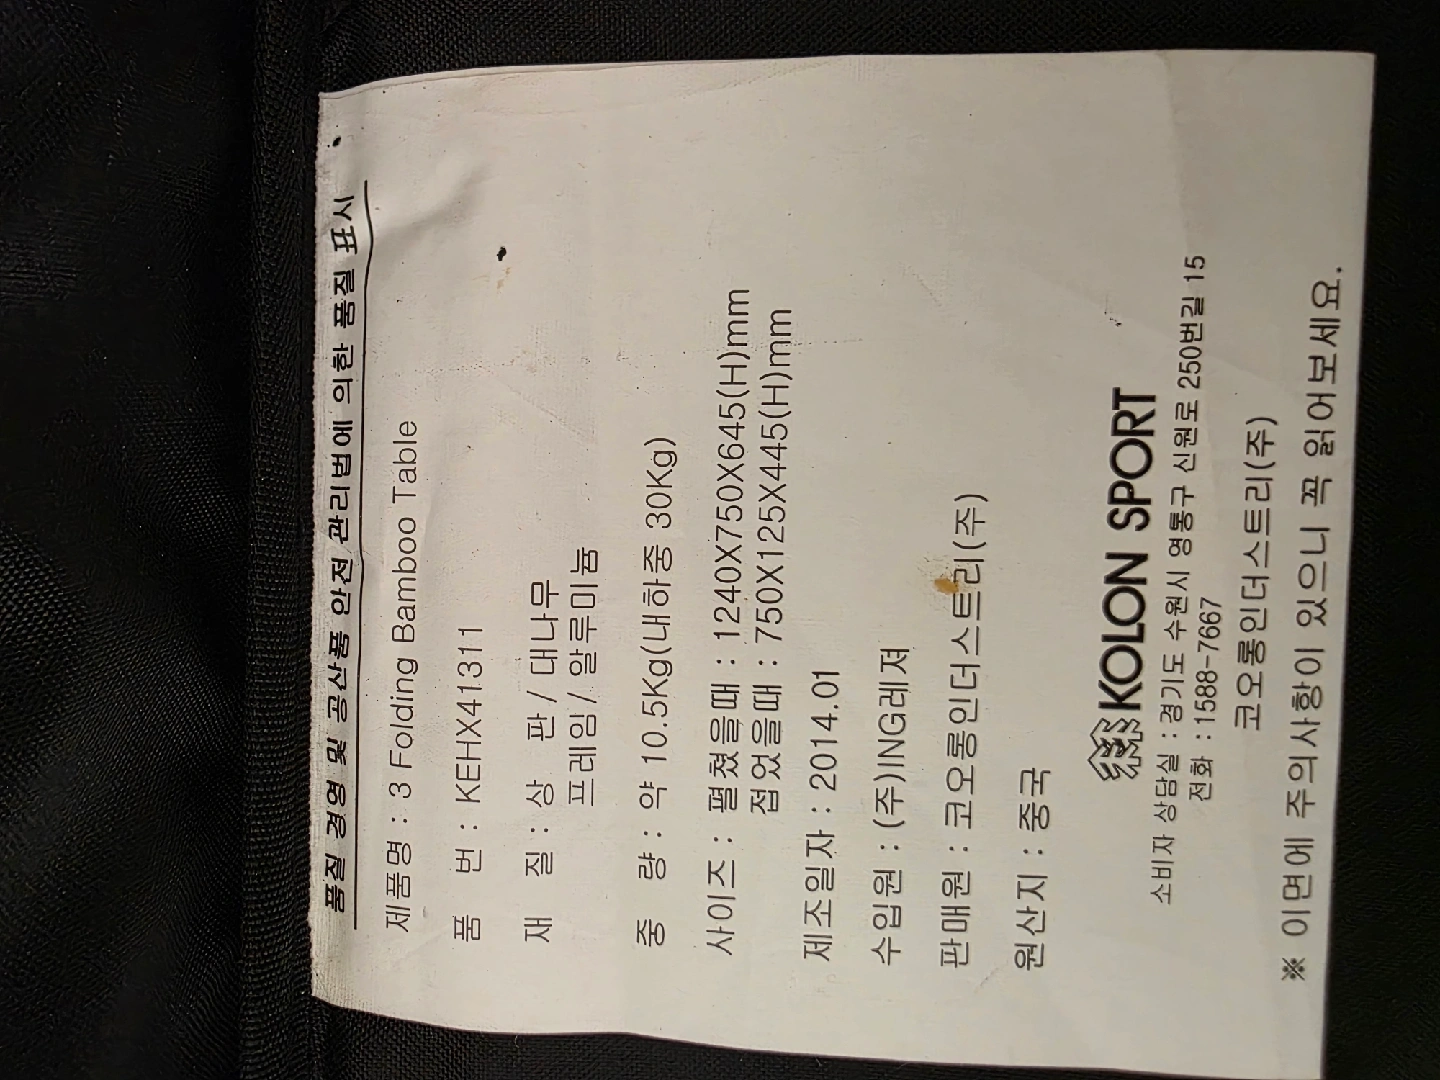 품질 경영 및 공산품 안전 관리법에 의한 품질 표시
제품명 : 3 Folding Bamboo Table
품 번 : KEHX41311
재 질 : 상 판 / 대나무
프레임 / 알루미늄
중 량 : 약 10.5Kg(내하중 30Kg)
사이즈 : 펼쳤을때 : 1240X750X645(H)mm
접었을때 : 750X125X445(H)mm
제조일자 : 2014.01
수입원 : (주)ING레져
판매원 : 코오롱인더스트리(주)
원산지 : 중국
KOLON SPORT
소비자 상담실 : 경기도 수원시 영통구 신원로 250번길 15
전화 : 1588-7667
코오롱인더스트리(주)
※ 이면에 주의사항이 있으니 꼭 읽어보세요.